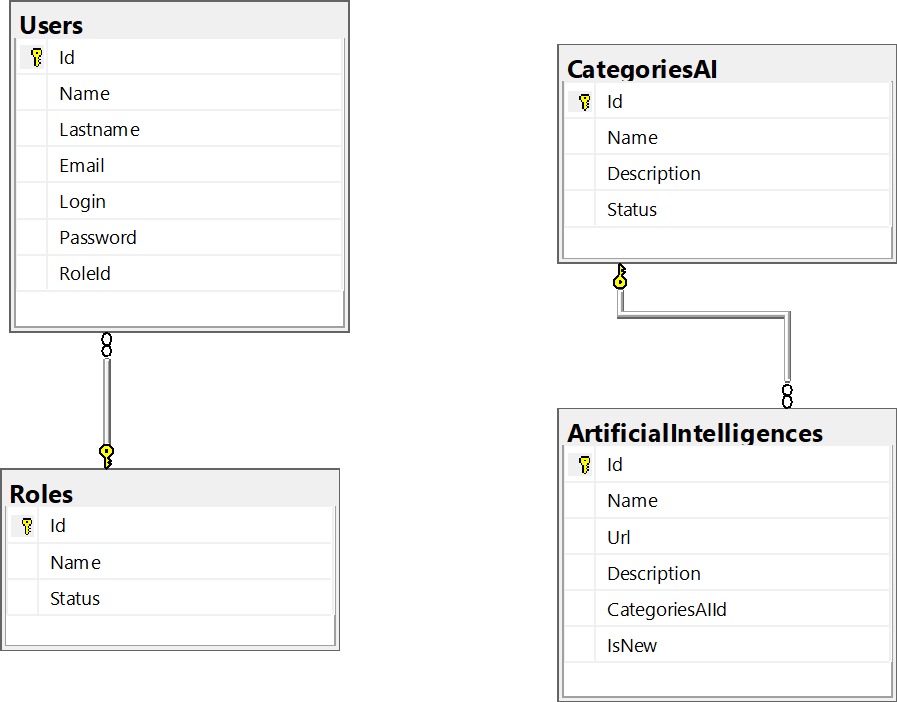 Users
Id
Name
Lastname
Email
Login
Password
RoleId
Roles
Id
Name
Status
CategoriesAI
Id
Name
Description
Status
ArtificialIntelligences
Id
Name
Url
Description
CategoriesAIId
IsNew